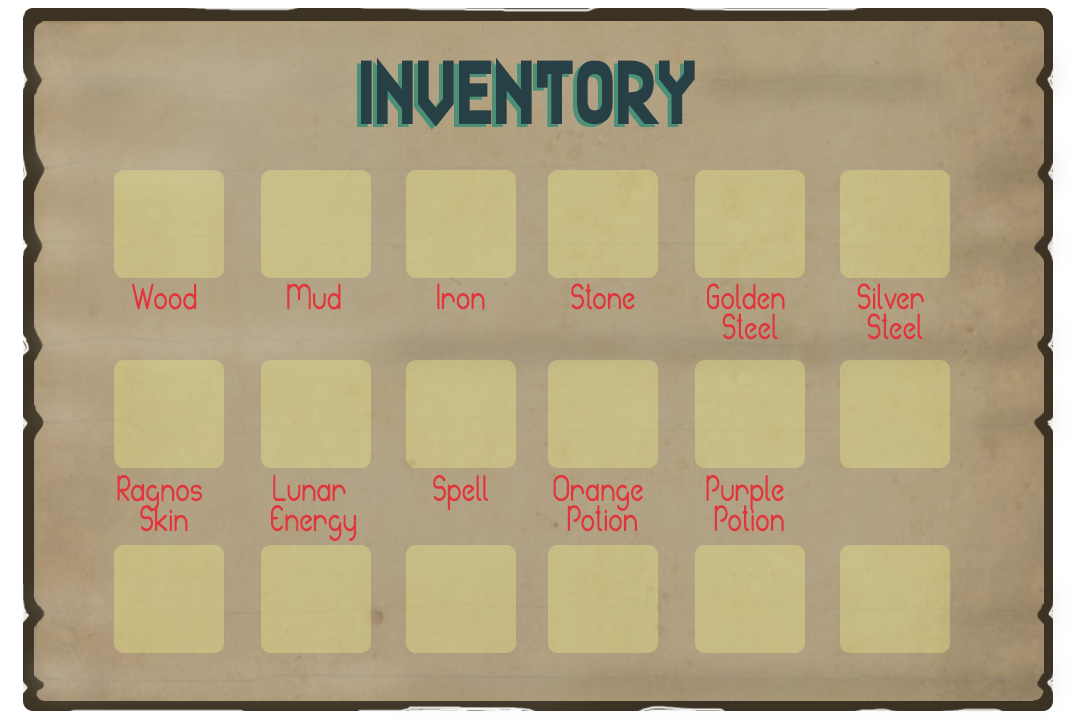 INVENTORY
Wood Mud Iron Stone Golden Steel Silver Steel
Ragnos Skin Lunar Energy Spell Orange Potion Purple Potion